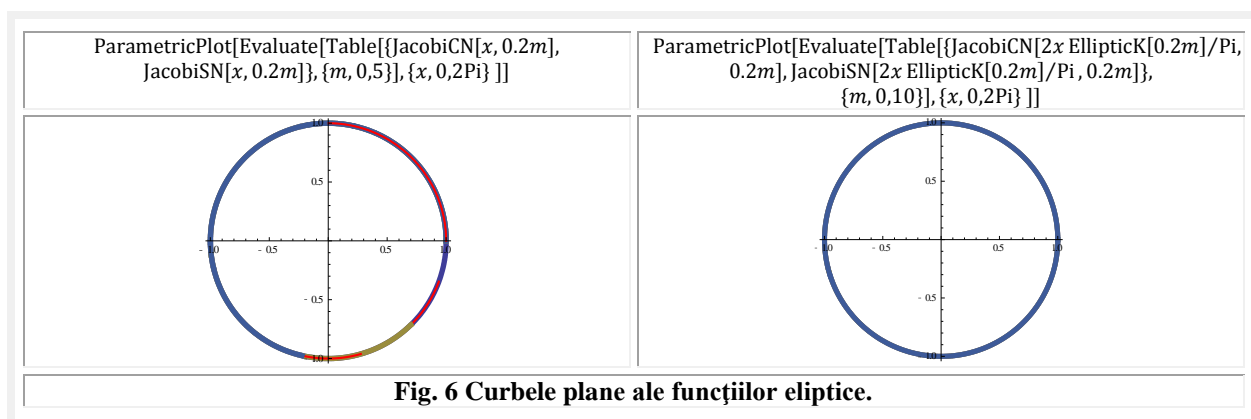 ParametricPlot[Evaluate[Table[{JacobiCN[x, 0.2m],
JacobiSN[x, 0.2m]}, {m, 0,5}], {x, 0,2Pi} ]]
ParametricPlot[Evaluate[Table[{JacobiCN[2x EllipticK[0.2m]/Pi,
0.2m], JacobiSN[2x EllipticK[0.2m]/Pi , 0.2m]},
{m, 0,10}], {x, 0,2Pi} ]]
1.0
0.5
- 1.0
- 0.5
0.5
1.0
- 0.5
1.0
1.0
0.5
- 1.0
- 0.5
0.5
1.0
- 0.5
- 1.0
Fig. 6 Curbele plane ale funcţiilor eliptice.